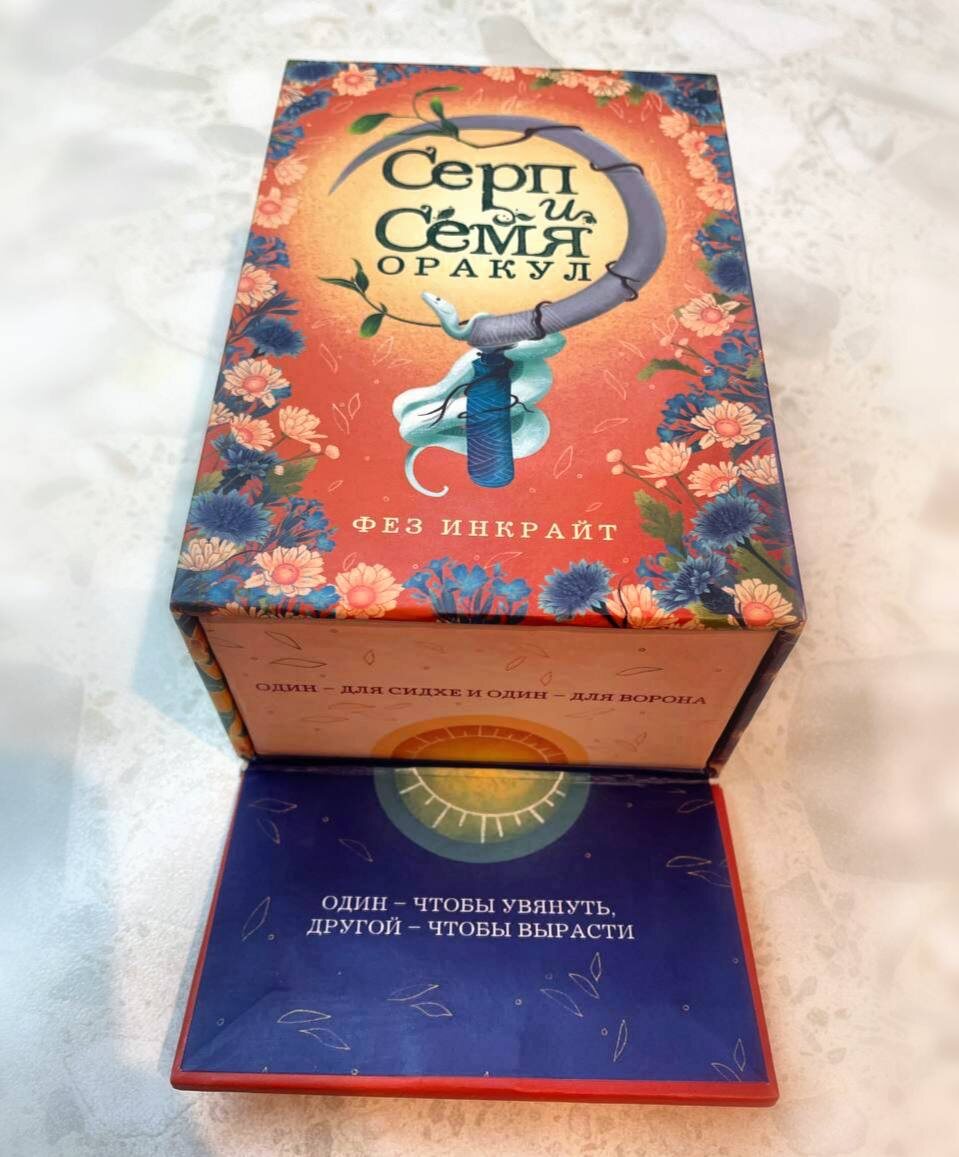 Серп
и
Семя
ОРАКУЛ
ФЕЗ ИНКРАЙТ
ОДИН – ДЛЯ СИДХЕ И ОДИН – ДЛЯ ВОРОНА
ОДИН – ЧТОБЫ УВЯНУТЬ,
ДРУГОЙ – ЧТОБЫ ВЫРАСТИ